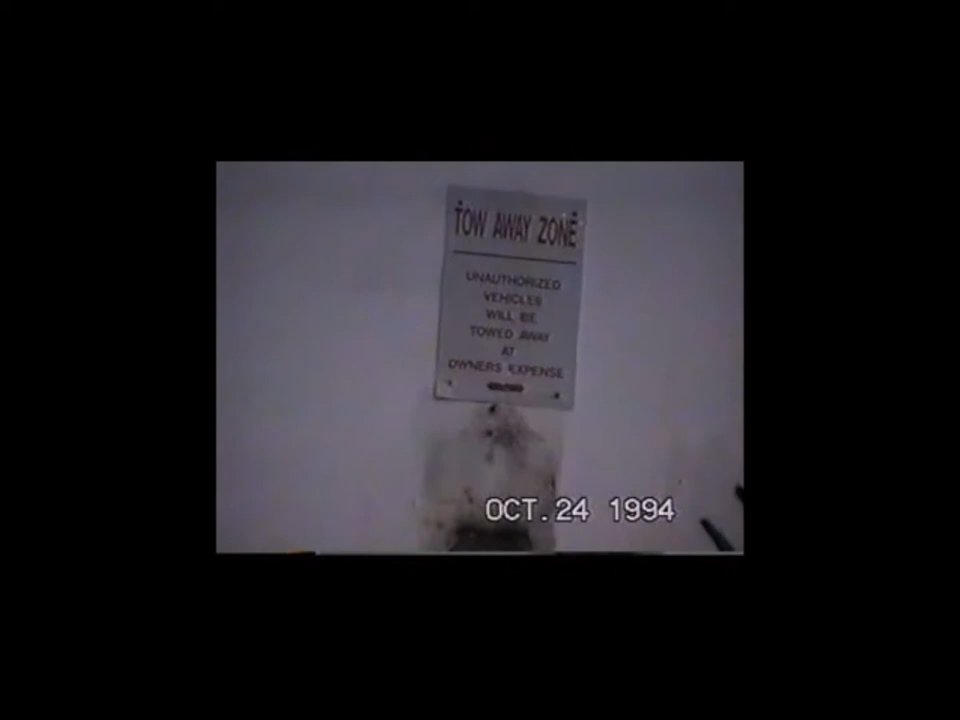 TOW AWAY ZONE
UNAUTHORIZED
VEHICLES
WILL BE
TOWED AWAY
AT
OWNERS EXPENSE
OCT. 24 1994